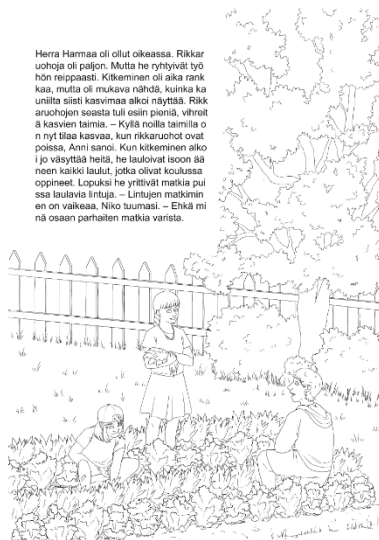 Herra Harmaa oli ollut oikeassa. Rikkar
uohoja oli paljon. Mutta he ryhtyivät työ
hön reippaasti. Kitkeminen oli aika rank
kaa, mutta oli mukava nähdä, kuinka ka
uniilta siisti kasvimaa alkoi näyttää. Rikk
aruohojen seasta tuli esiin pieniä, vihreit
ä kasvien taimia. – Kyllä noilla taimilla o
n nyt tilaa kasvaa, kun rikkaruohot ovat
poissa, Anni sanoi. Kun kitkeminen alko
i jo väsyttää heitä, he lauloivat isoon ää
neen kaikki laulut, jotka olivat koulussa
oppineet. Lopuksi he yrittivät matkia pui
ssa laulavia lintuja. – Lintujen matkimin
en on vaikeaa, Niko tuumasi. – Ehkä mi
nä osaan parhaiten matkia varista.